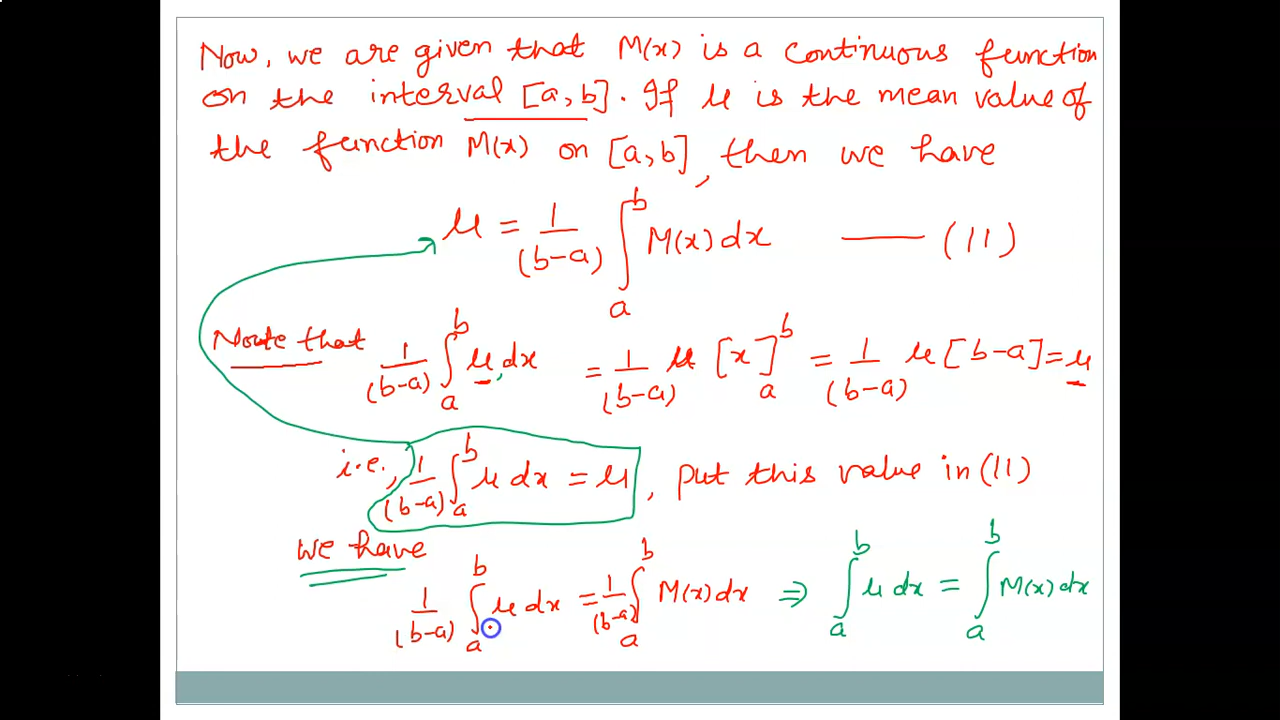 Now, we are given that M(x) is a continuous function
on the interval [a,b]. If μ is the mean value of
the function M(x) on [a,b], then we have
μ = 1/(b-a) ∫_a^b M(x) dx —— (11)
Note that 1/(b-a) ∫_a^b μ dx = 1/(b-a) μ [x]_a^b = 1/(b-a) μ [b-a] = μ
i.e., 1/(b-a) ∫_a^b μ dx = μ, put this value in (11)
we have
1/(b-a) ∫_a^b μ dx = 1/(b-a) ∫_a^b M(x) dx ⇒ ∫_a^b μ dx = ∫_a^b M(x) dx